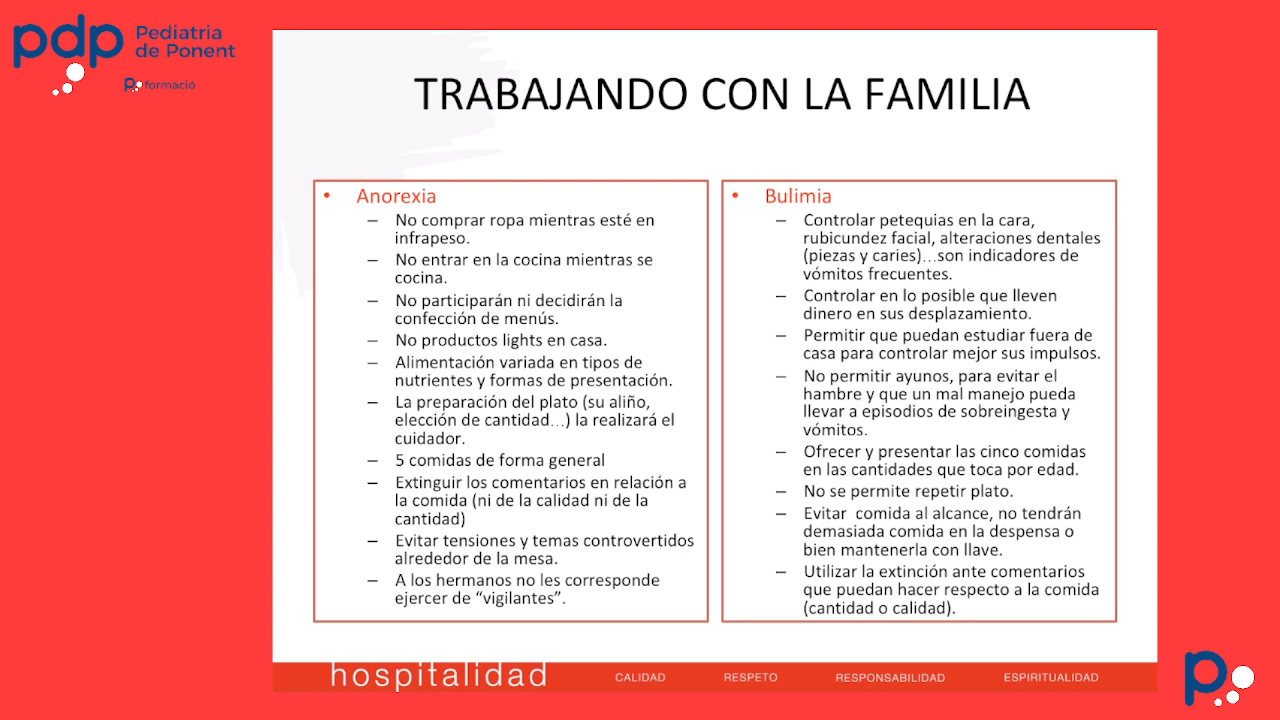 pdp Pediatria
de Ponent
p formació
TRABAJANDO CON LA FAMILIA
• Anorexia
– No comprar ropa mientras esté en
infrapeso.
– No entrar en la cocina mientras se
cocina.
– No participarán ni decidirán la
confección de menús.
– No productos lights en casa.
– Alimentación variada en tipos de
nutrientes y formas de presentación.
– La preparación del plato (su aliño,
elección de cantidad...) la realizará el
cuidador.
– 5 comidas de forma general
– Extinguir los comentarios en relación a
la comida (ni de la calidad ni de la
cantidad)
– Evitar tensiones y temas controvertidos
alrededor de la mesa.
– A los hermanos no les corresponde
ejercer de “vigilantes”.
• Bulimia
– Controlar petequias en la cara,
rubicundez facial, alteraciones dentales
(piezas y caries)...son indicadores de
vómitos frecuentes.
– Controlar en lo posible que lleven
dinero en sus desplazamiento.
– Permitir que puedan estudiar fuera de
casa para controlar mejor sus impulsos.
– No permitir ayunos, para evitar el
hambre y que un mal manejo pueda
llevar a episodios de sobreingesta y
vómitos.
– Ofrecer y presentar las cinco comidas
en las cantidades que toca por edad.
– No se permite repetir plato.
– Evitar comida al alcance, no tendrán
demasiada comida en la despensa o
bien mantenerla con llave.
– Utilizar la extinción ante comentarios
que puedan hacer respecto a la comida
(cantidad o calidad).
hospitalidad CALIDAD RESPETO RESPONSABILIDAD ESPIRITUALIDAD
p